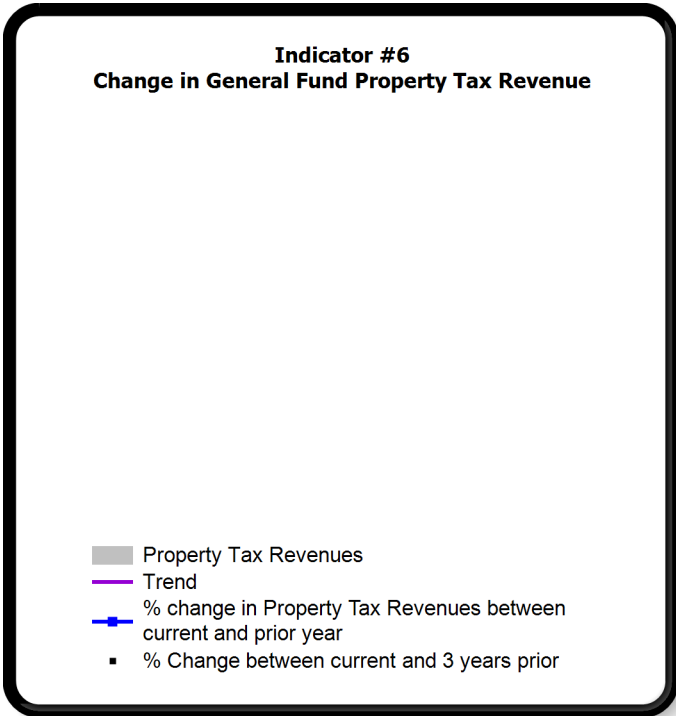 Indicator #6
Change in General Fund Property Tax Revenue
Property Tax Revenues
Trend
% change in Property Tax Revenues between
current and prior year
% Change between current and 3 years prior